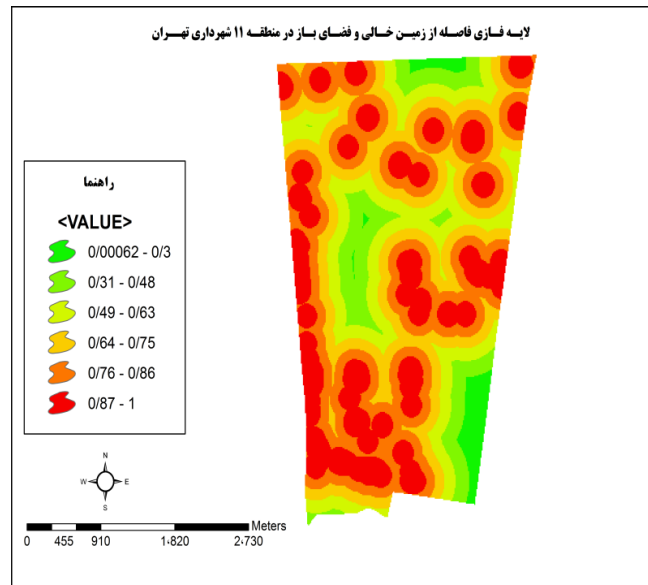 لایه فازی فاصله از زمین خالی و فضای باز در منطقه ۱۱ شهرداری تهران
راهنما
<VALUE>
0/00062 - 0/3
0/31 - 0/48
0/49 - 0/63
0/64 - 0/75
0/76 - 0/86
0/87 - 1
N
W E
S
Meters
0 455 910 1،820 2،730